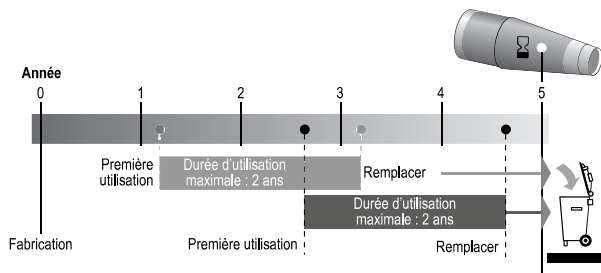 Année
0 1 2 3 4 5
Première
utilisation
Durée d'utilisation
maximale : 2 ans
Remplacer
Durée d'utilisation
maximale : 2 ans
Fabrication
Première utilisation
Remplacer